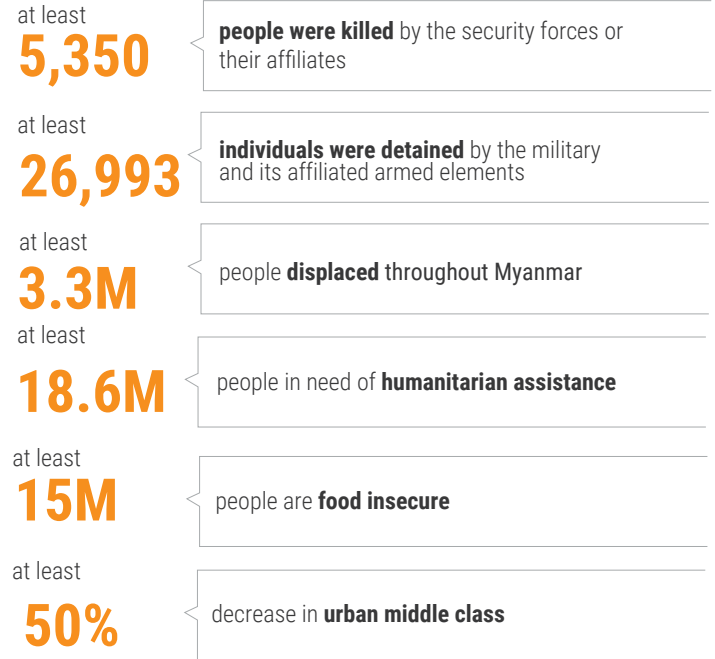 at least
5,350
people were killed by the security forces or
their affiliates
at least
26,993
individuals were detained by the military
and its affiliated armed elements
at least
3.3M
people displaced throughout Myanmar
at least
18.6M
people in need of humanitarian assistance
at least
15M
people are food insecure
at least
50%
decrease in urban middle class